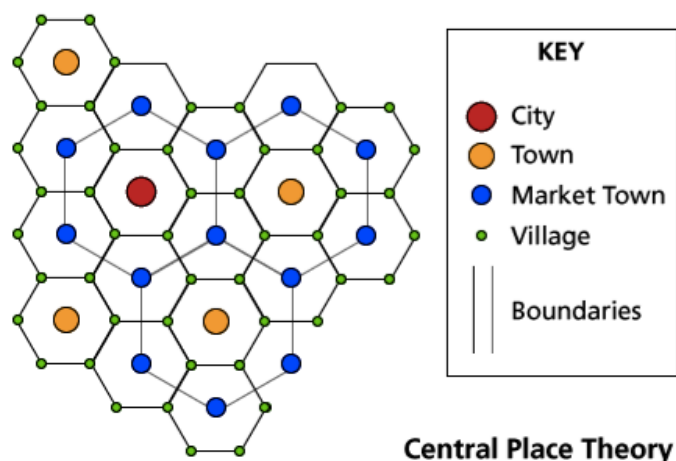 KEY
City
Town
Market Town
Village
Boundaries
Central Place Theory